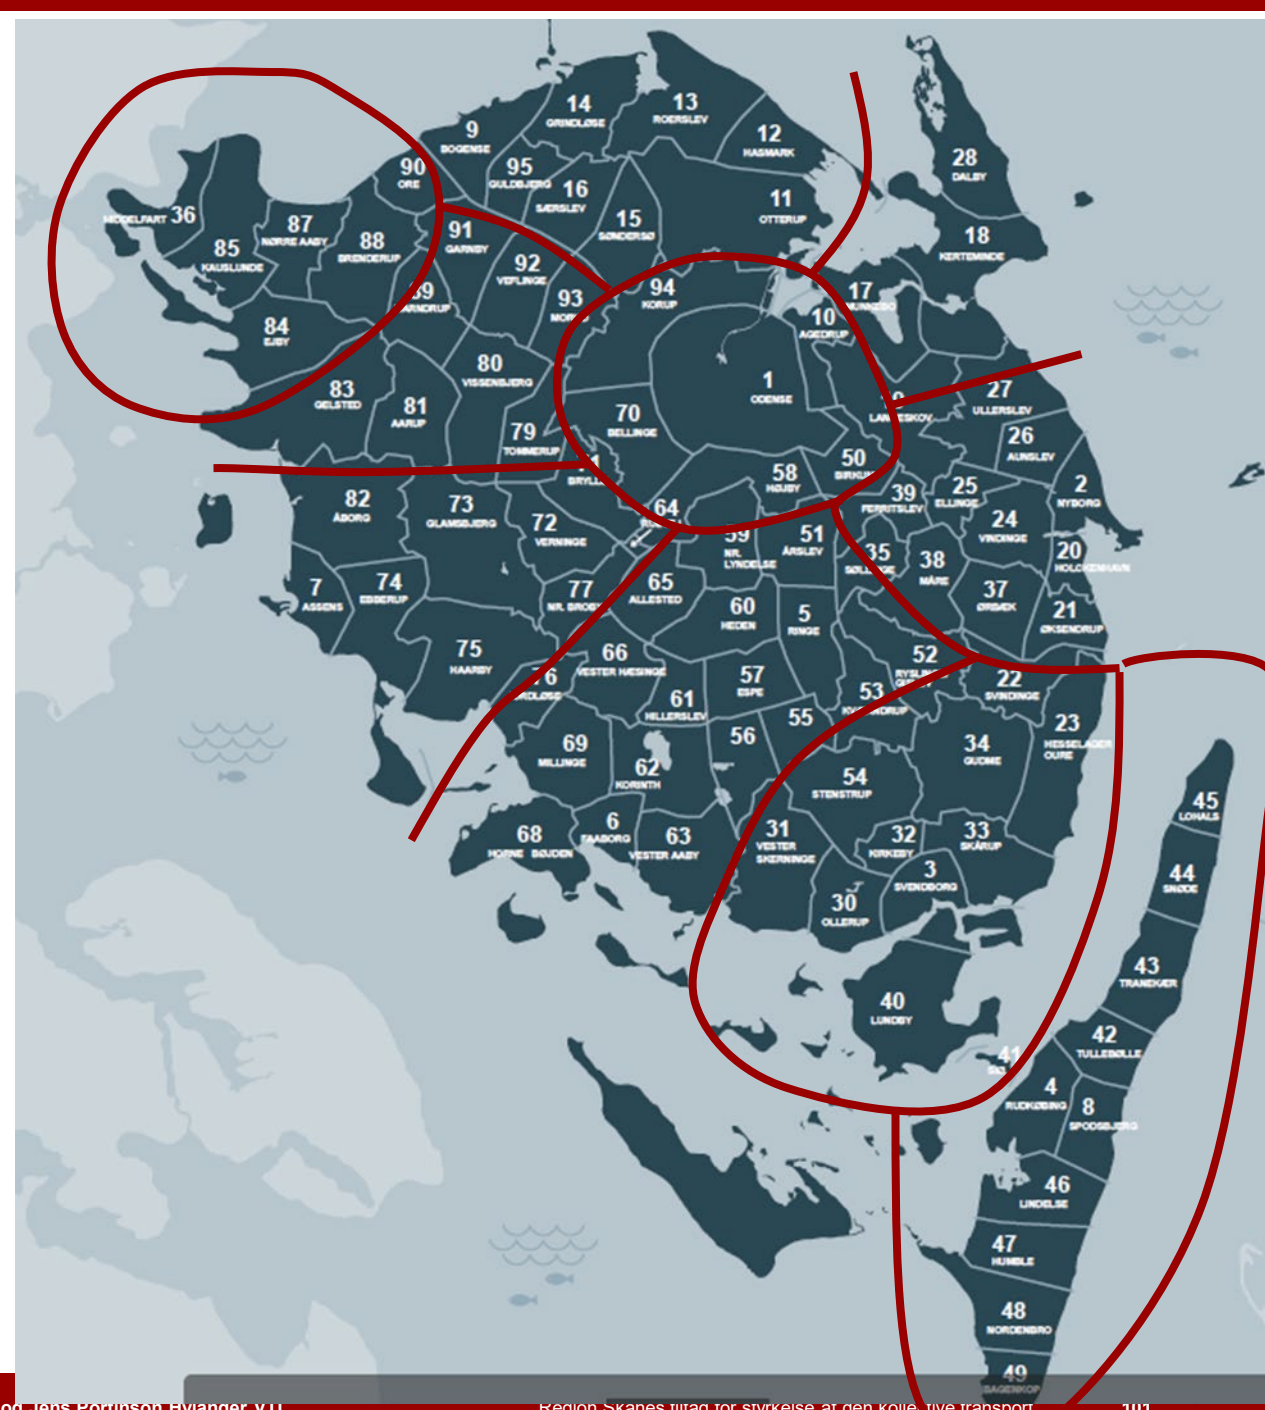 14
GRINDLØSE
13
ROERSLEV
9
BOGENSE
12
HASMARK
90
ORE
95
GULDBJERG
16
SÆRSLEV
28
DALBY
11
OTTERUP
MIDDELFART 36
87
NØRRE AABY
15
SØNDERSØ
91
GARNBY
88
BRENDERUP
18
KERTEMINDE
85
KAUSLUNDE
92
VEFLINGE
94
KORUP
93
17
10
AGEDRUP
84
EJBY
80
VISSENBJERG
83
GELSTED
81
AARUP
1
ODENSE
27
ULLERSLEV
70
BELLINGE
79
TOMMERUP
26
AUNSLEV
50
58
HØJBY
2
NYBORG
25
ELLINGE
39
FERRITSLEV
82
ÅBORG
73
GLAMSBJERG
64
72
VERNINGE
24
VINDINGE
59
NR.
LYNDELSE
51
ÅRSLEV
35
38
MÅRE
20
HOLCKENHAVN
7
ASSENS
74
EBBERUP
77
NR. BROBY
65
ALLESTED
37
ØRBÆK
60
HEDEN
5
RINGE
21
ØKSENDRUP
75
HAARBY
66
VESTER HÆSINGE
52
57
ESPE
22
SVINDINGE
53
61
HILLERSLEV
55
56
23
HESSELAGER
OURE
69
MILLINGE
34
GUDME
62
KORINTH
54
STENSTRUP
45
LOHALS
68
HORNE BØJDEN
6
FAABORG
63
VESTER AABY
31
VESTER
SKERNINGE
32
KIRKEBY
33
SKÅRUP
3
SVENDBORG
44
SNØDE
30
OLLERUP
43
TRANEKÆR
40
LUNDBY
42
TULLEBØLLE
41
4
RUDKØBING
8
SPODSBJERG
46
LINDELSE
47
HUMBLE
48
NORDENBRO
49
BAGENKOP
Region Skånes tiltag for styrkelse af den kollektive transport
101